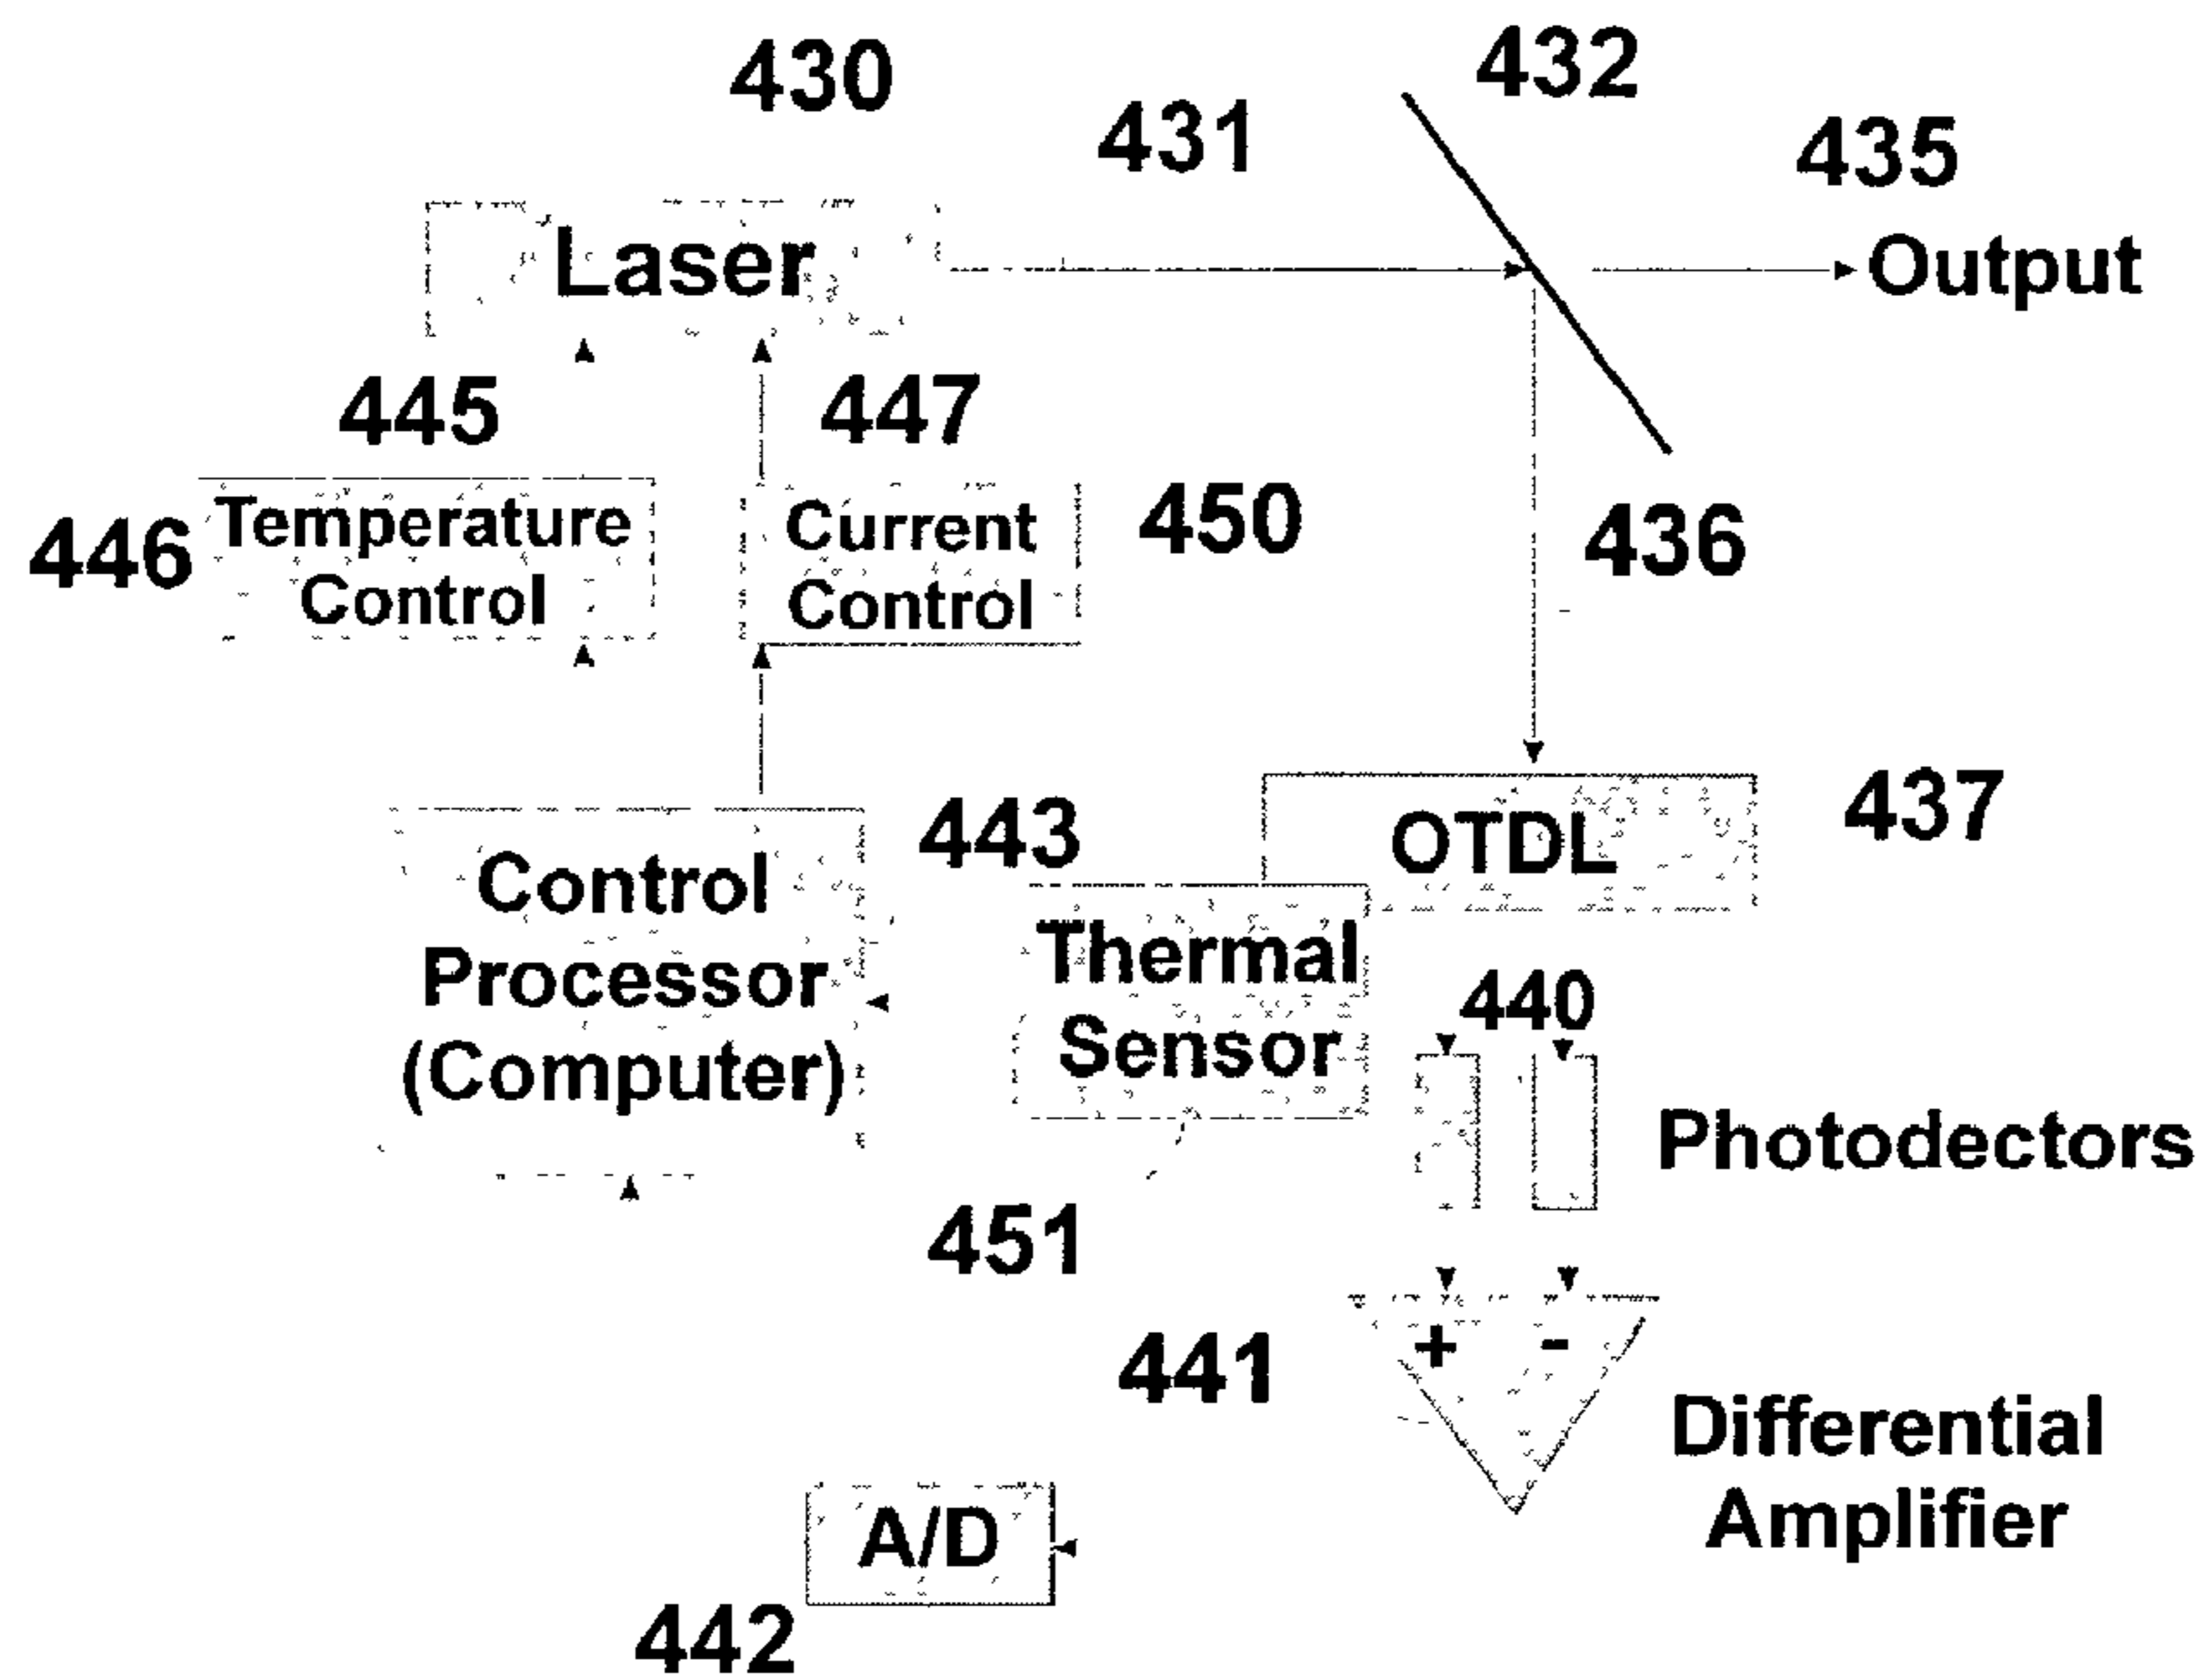 430
432
431
435
Laser
Output
445
447
446
Temperature
Control
Current
Control
450
436
443
OTDL
437
Control
Processor
(Computer)
Thermal
Sensor
440
Photodectors
451
441
+ -
Differential
Amplifier
A/D
442